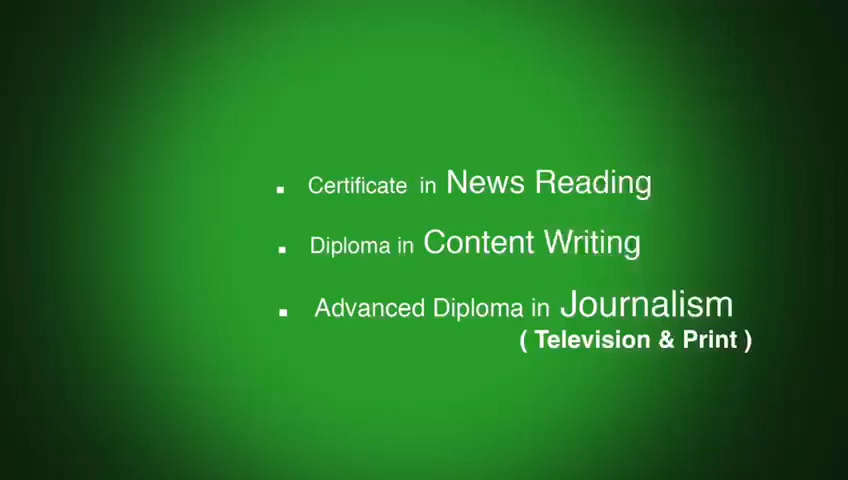 ▪ Certificate in News Reading
▪ Diploma in Content Writing
▪ Advanced Diploma in Journalism
( Television & Print )